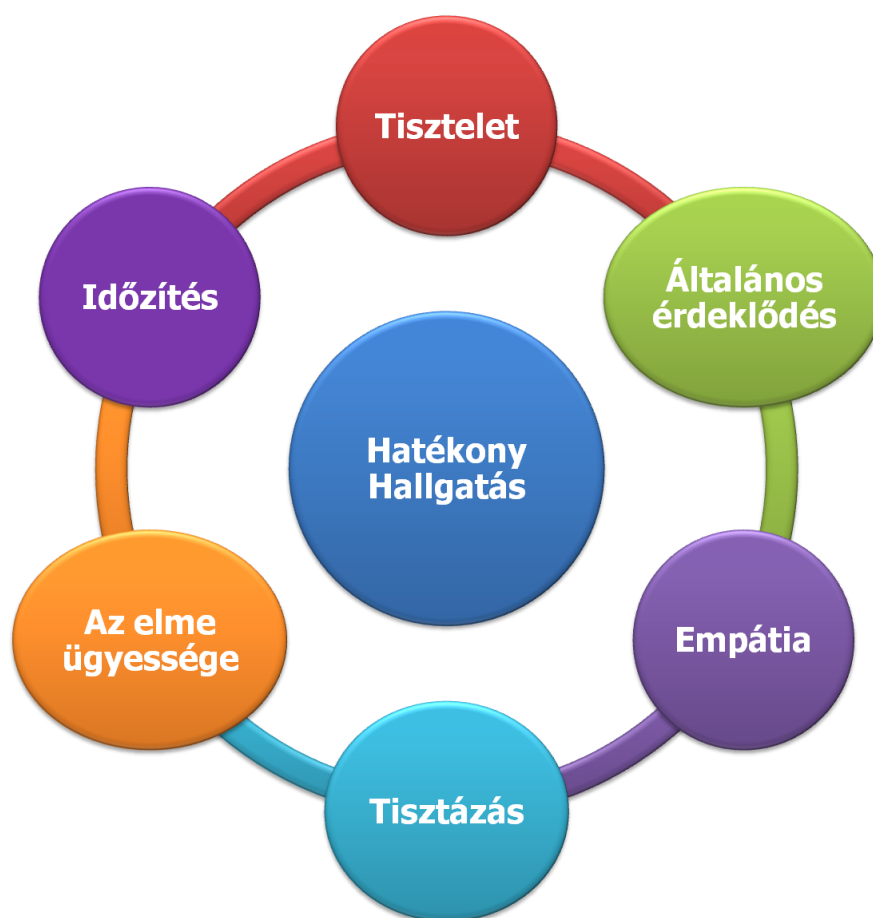 Tisztelet
Általános
érdeklődés
Empátia
Tisztázás
Az elme
ügyessége
Időzítés
Hatékony
Hallgatás